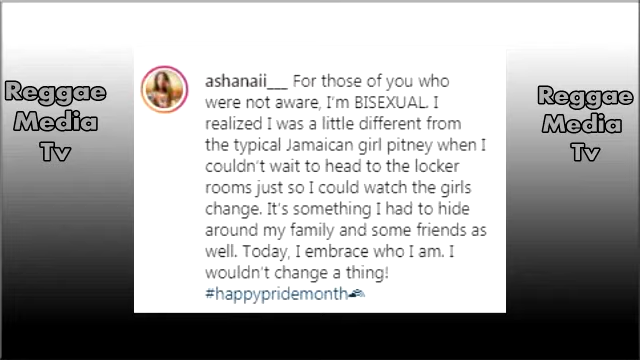 Reggae
Media
Tv
ashanaii___ For those of you who
were not aware, I'm BISEXUAL. I
realized I was a little different from
the typical Jamaican girl pitney when I
couldn't wait to head to the locker
rooms just so I could watch the girls
change. It's something I had to hide
around my family and some friends as
well. Today, I embrace who I am. I
wouldn't change a thing!
#happypridemonth
Reggae
Media
Tv